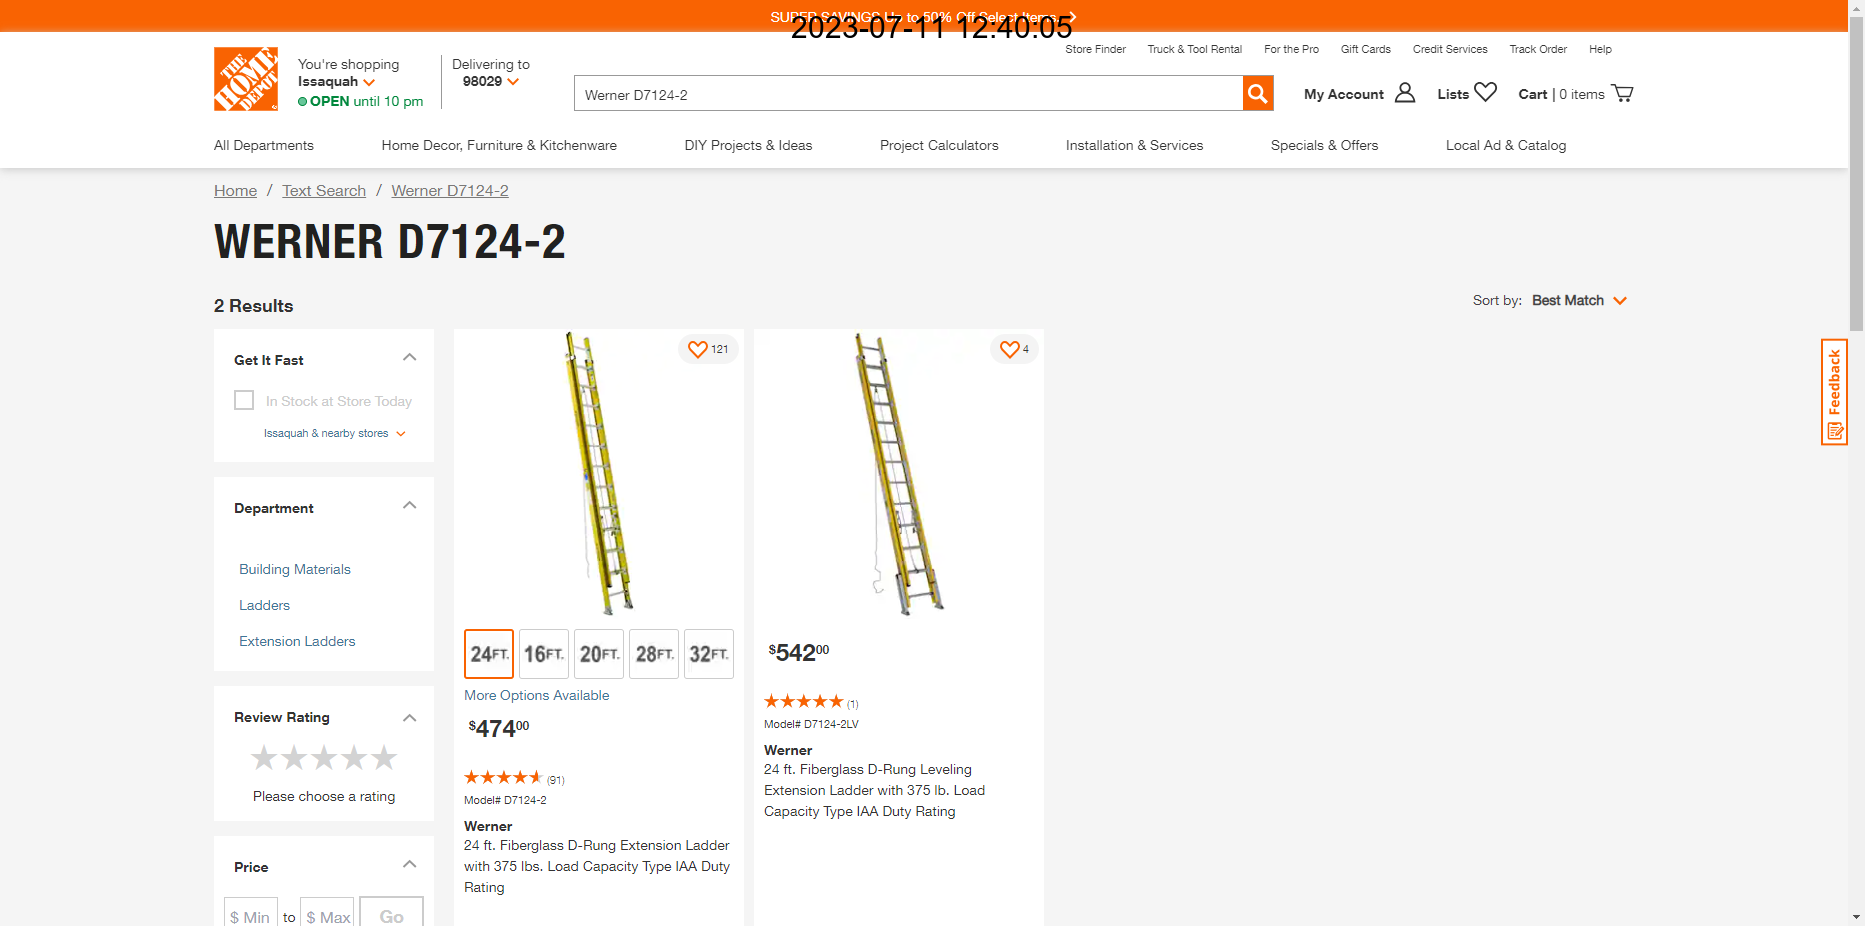 SUPER SAVINGS Up to 50% Off Select Items.
2023-07-11 12:40:05
Store Finder
Truck & Tool Rental
For the Pro
Gift Cards
Credit Services
Track Order
Help
THE HOME DEPOT
You're shopping
Issaquah
OPEN until 10 pm
Delivering to
98029
Werner D7124-2
My Account
Lists
Cart | 0 items
All Departments
Home Decor, Furniture & Kitchenware
DIY Projects & Ideas
Project Calculators
Installation & Services
Specials & Offers
Local Ad & Catalog
Home / Text Search / Werner D7124-2
WERNER D7124-2
2 Results
Sort by: Best Match
Get It Fast
In Stock at Store Today
Issaquah & nearby stores
Department
Building Materials
Ladders
Extension Ladders
Review Rating
Please choose a rating
Price
$ Min to $ Max Go
121
24FT. 16FT. 20FT. 28FT. 32FT.
More Options Available
$47400
(91)
Model# D7124-2
Werner
24 ft. Fiberglass D-Rung Extension Ladder
with 375 lbs. Load Capacity Type IAA Duty
Rating
4
$54200
(1)
Model# D7124-2LV
Werner
24 ft. Fiberglass D-Rung Leveling
Extension Ladder with 375 lb. Load
Capacity Type IAA Duty Rating
Feedback